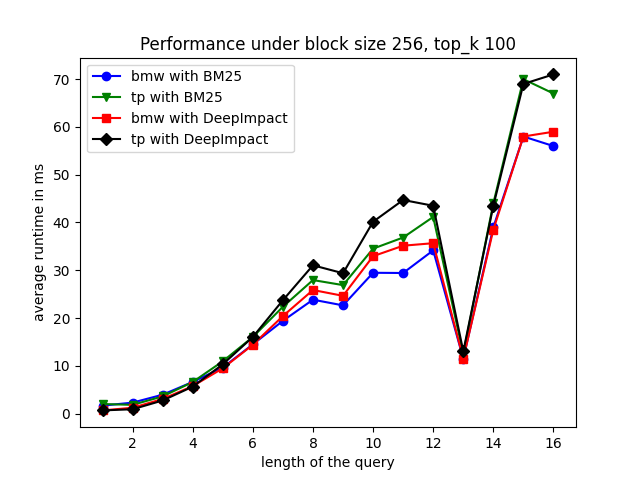 Performance under block size 256, top_k 100
bmw with BM25
tp with BM25
bmw with DeepImpact
tp with DeepImpact
average runtime in ms
70
60
50
40
30
20
10
0
2 4 6 8 10 12 14 16
length of the query